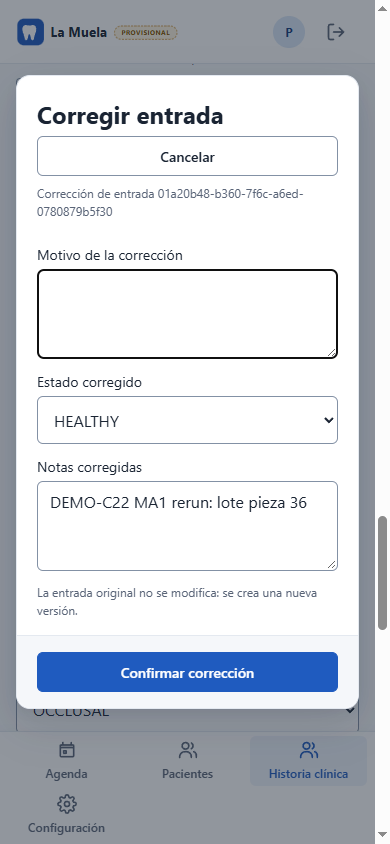 La Muela
PROVISIONAL
P
Corregir entrada
Cancelar
Corrección de entrada 01a20b48-b360-7f6c-a6ed-
0780879b5f30
Motivo de la corrección
Estado corregido
HEALTHY
Notas corregidas
DEMO-C22 MA1 rerun: lote pieza 36
La entrada original no se modifica: se crea una nueva
versión.
Confirmar corrección
OCCLUSAL
Agenda
Pacientes
Historia clínica
Configuración